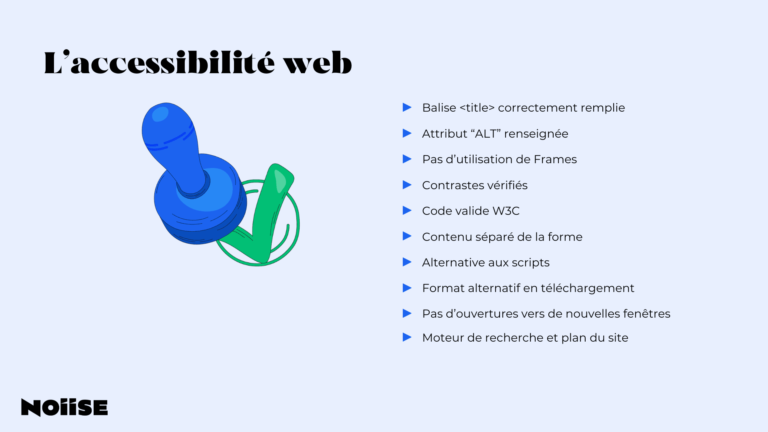 L'accessibilité web
Balise <title> correctement remplie
Attribut “ALT” renseignée
Pas d'utilisation de Frames
Contrastes vérifiés
Code valide W3C
Contenu séparé de la forme
Alternative aux scripts
Format alternatif en téléchargement
Pas d'ouvertures vers de nouvelles fenêtres
Moteur de recherche et plan du site
NOIISE